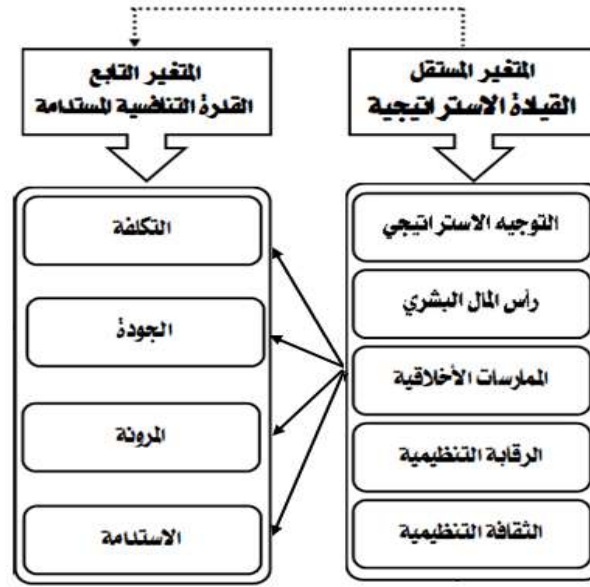 المتغير المستقل
القيادة الاستراتيجية
التوجيه الاستراتيجي
رأس المال البشري
الممارسات الأخلاقية
الرقابة التنظيمية
الثقافة التنظيمية
المتغير التابع
القدرة التنافسية المستدامة
التكلفة
الجودة
المرونة
الاستدامة